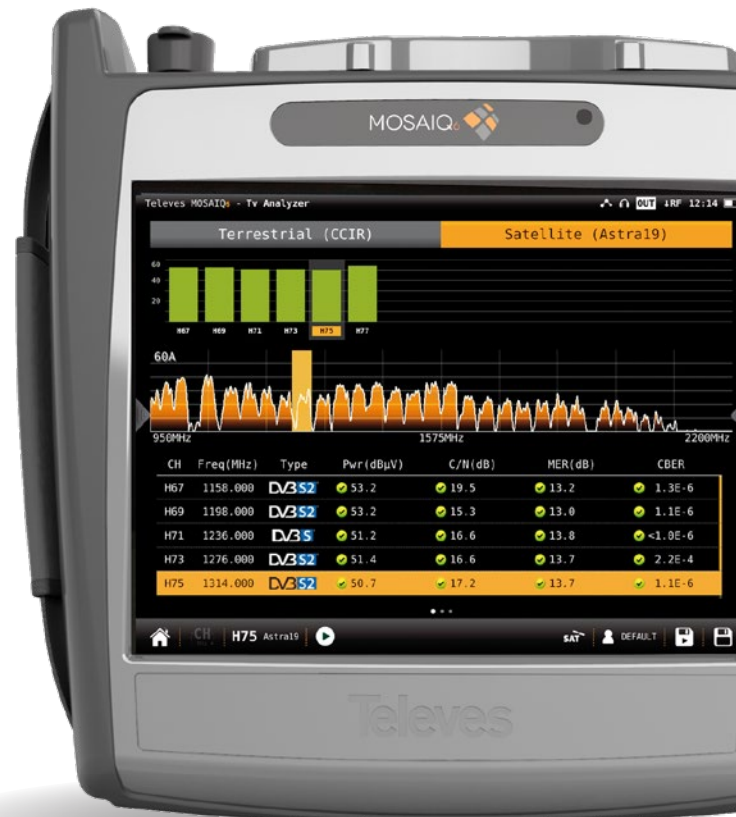 MOSAIQ6
Televes MOSAIQ6 - Tv Analyzer OUT ↓RF 12:14
Terrestrial (CCIR) Satellite (Astra19)
60
40
20
H67 H69 H71 H73 H75 H77
60A
950MHz 1575MHz 2200MHz
CH Freq(MHz) Type Pwr(dBµV) C/N(dB) MER(dB) CBER
H67 1158.000 DVB S2 53.2 19.5 13.2 1.3E-6
H69 1198.000 DVB S2 53.2 15.3 13.0 1.1E-6
H71 1236.000 DVB S 51.2 16.6 13.8 <1.0E-6
H73 1276.000 DVB S2 51.4 16.6 13.7 2.2E-4
H75 1314.000 DVB S2 50.7 17.2 13.7 1.1E-6
CH H75 Astra19 SAT DEFAULT
Televes